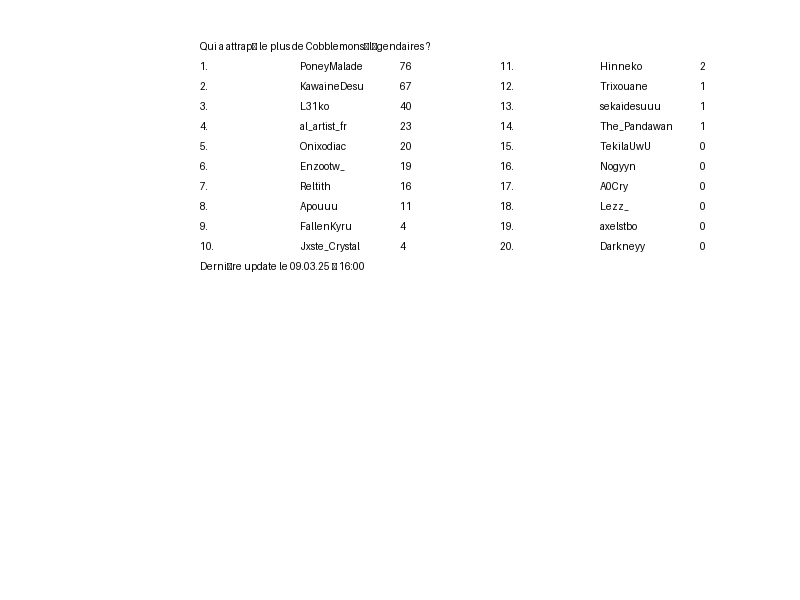 Qui a attrap▯ le plus de Cobblemons▯l▯gendaires ?
1. PoneyMalade 76 11. Hinneko 2
2. KawaineDesu 67 12. Trixouane 1
3. L31ko 40 13. sekaidesuuu 1
4. al_artist_fr 23 14. The_Pandawan 1
5. Onixodiac 20 15. TekilaUwU 0
6. Enzootw_ 19 16. Nogyyn 0
7. Reltith 16 17. A0Cry 0
8. Apouuu 11 18. Lezz_ 0
9. FallenKyru 4 19. axelstbo 0
10. Jxste_Crystal 4 20. Darkneyy 0
Derni▯re update le 09.03.25 ▯ 16:00